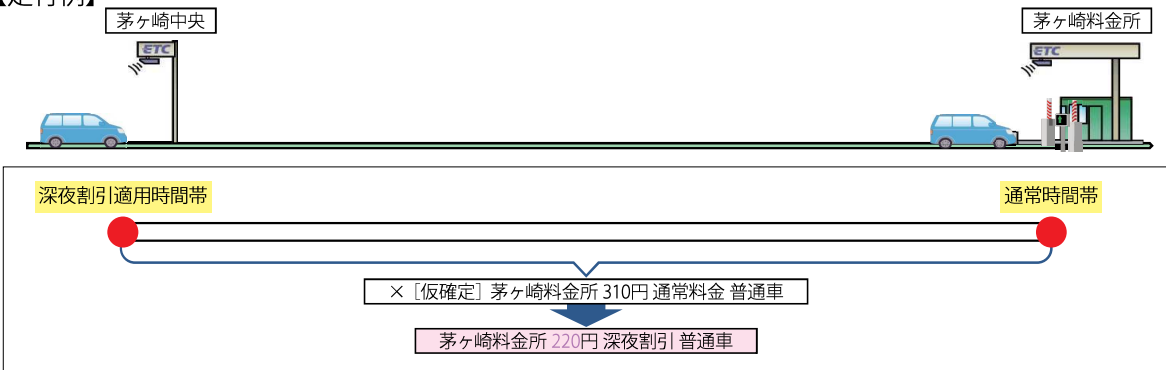 【走行例】
茅ヶ崎中央
茅ヶ崎料金所
ETC
ETC
深夜割引適用時間帯
通常時間帯
×［仮確定］茅ヶ崎料金所 310円 通常料金 普通車
茅ヶ崎料金所 220円 深夜割引 普通車